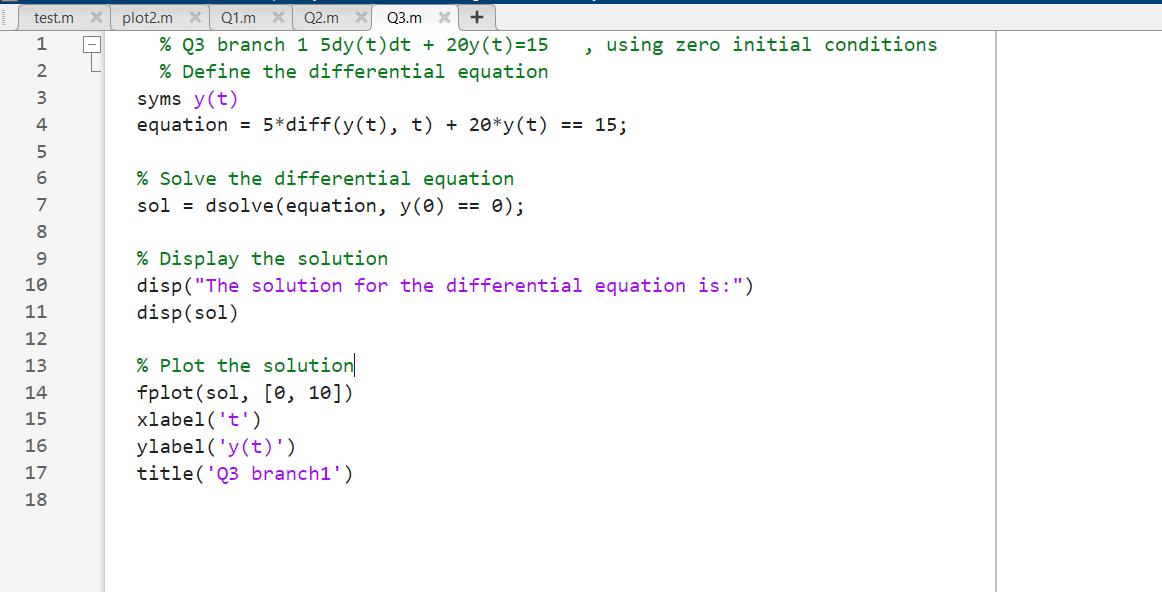 test.m plot2.m Q1.m Q2.m Q3.m +
1 % Q3 branch 1 5dy(t)dt + 20y(t)=15 , using zero initial conditions
2 % Define the differential equation
3 syms y(t)
4 equation = 5*diff(y(t), t) + 20*y(t) == 15;
5
6 % Solve the differential equation
7 sol = dsolve(equation, y(0) == 0);
8
9 % Display the solution
10 disp("The solution for the differential equation is:")
11 disp(sol)
12
13 % Plot the solution
14 fplot(sol, [0, 10])
15 xlabel('t')
16 ylabel('y(t)')
17 title('Q3 branch1')
18